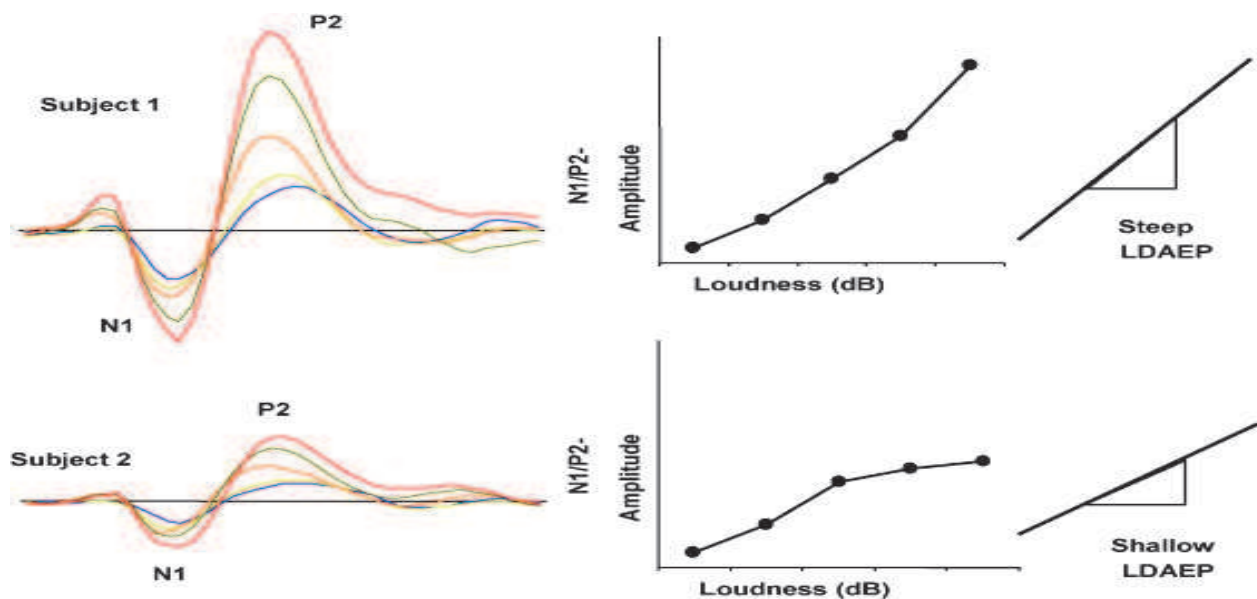 P2
Subject 1
N1
N1/P2-
Amplitude
Loudness (dB)
Steep
LDAEP
P2
Subject 2
N1
N1/P2-
Amplitude
Loudness (dB)
Shallow
LDAEP